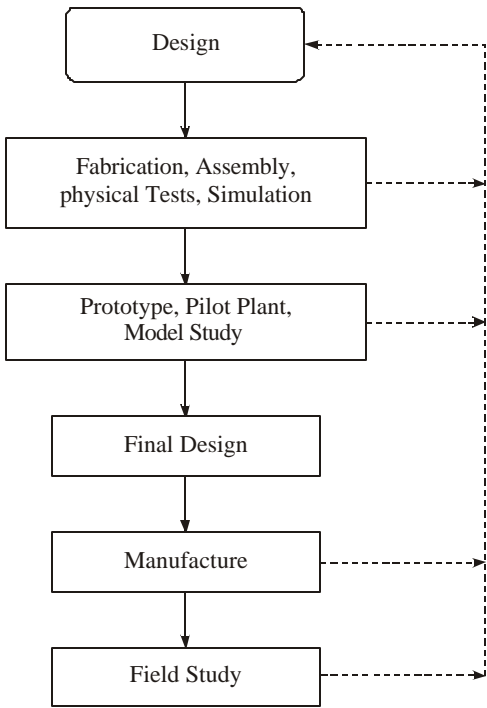 Design
Fabrication, Assembly,
physical Tests, Simulation
Prototype, Pilot Plant,
Model Study
Final Design
Manufacture
Field Study